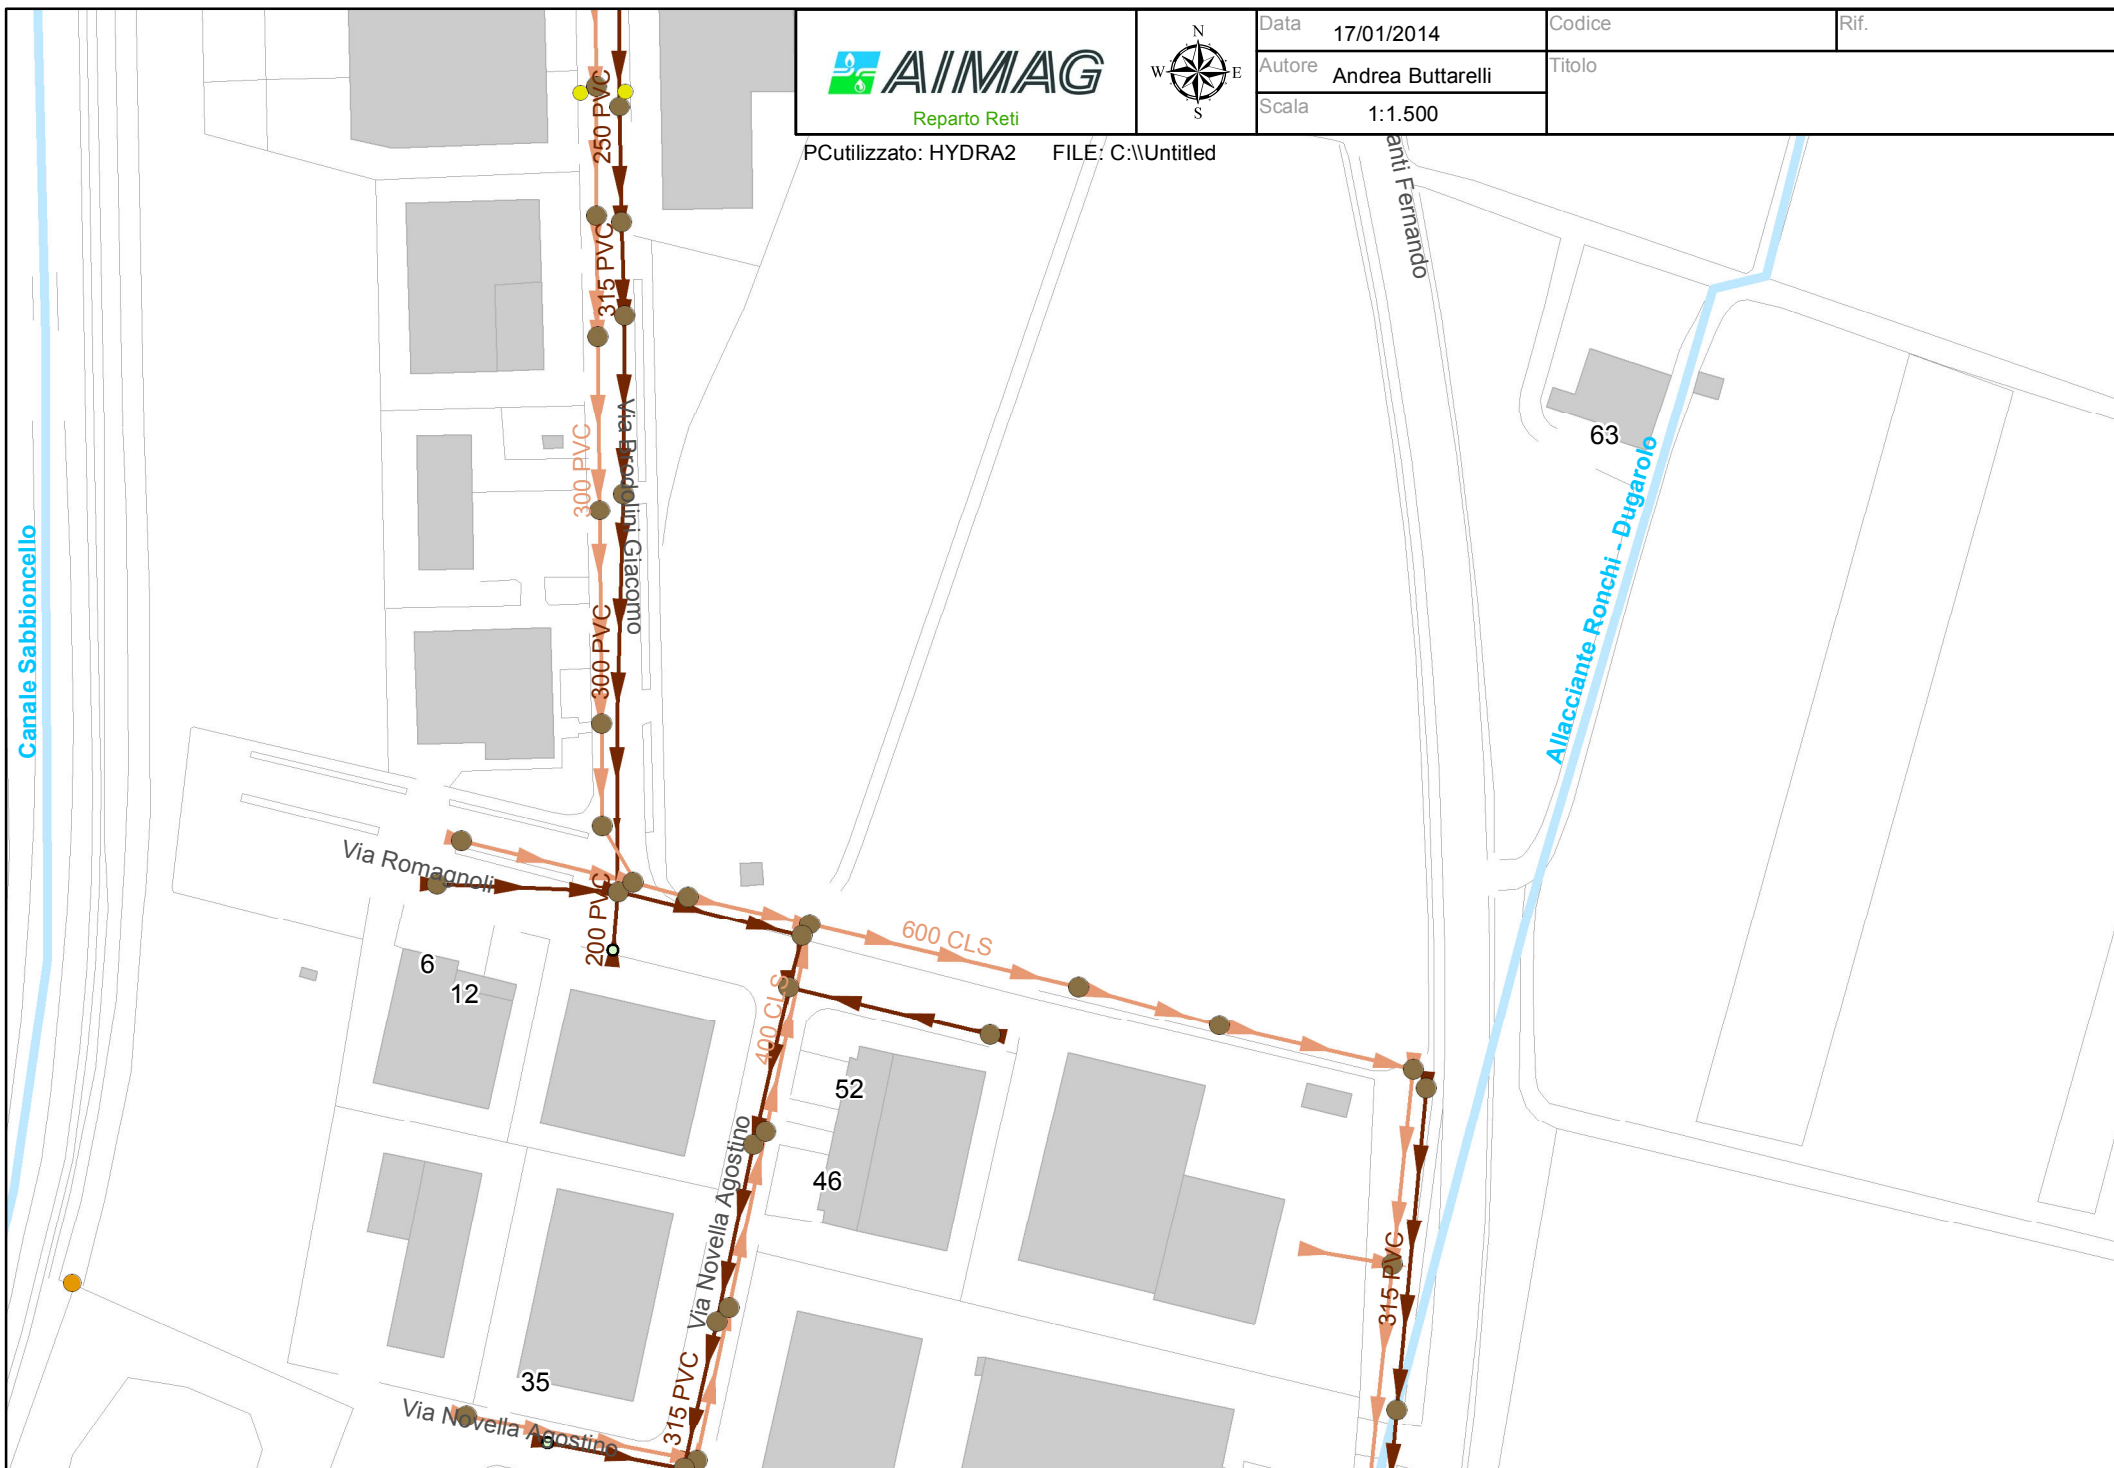 AIMAG
Reparto Reti
N
W E
S
Data 17/01/2014
Autore Andrea Buttarelli
Scala 1:1.500
Codice
Titolo
Rif.
PCutilizzato: HYDRA2 FILE: C:\\Untitled
250 PVC
315 PVC
anti Fernando
300 PVC
Via Brodolini Giacomo
63
Canale Sabbioncello
Allacciante Ronchi - Dugarolo
300 PVC
Via Romagnoli
200 PVC
600 CLS
6
12
400 CLS
52
46
Via Novella Agostino
315 PVC
35
315 PVC
Via Novella Agostino